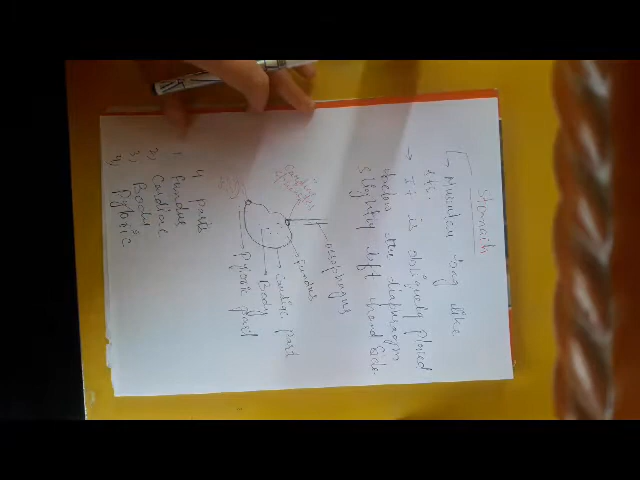 Stomach
→ Muscular bag like
str.
→ It is obliquely placed
below the diaphragm
slightly left hand side
oesophagus
Cardiac
Fundus
Cardiac part
Body
Pyloric part
4 parts
1) Fundus
2) Cardiac
3) Body
4) Pyloric